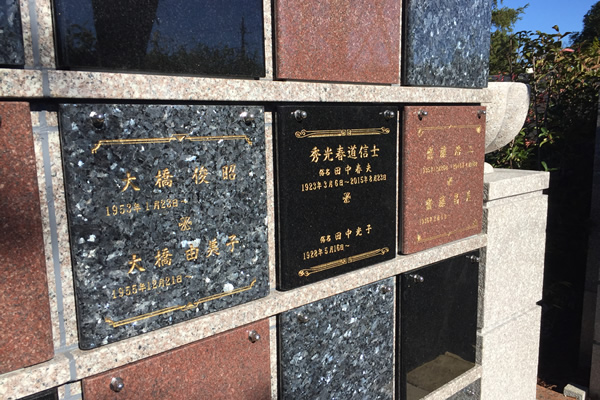 大橋 俊昭
1953年1月22日~
大橋 由美子
1955年12月21日~
秀光春道信士
俗名 田中春夫
1923年3月6日~2015年8月23日
俗名 田中光子
1928年5月16日~